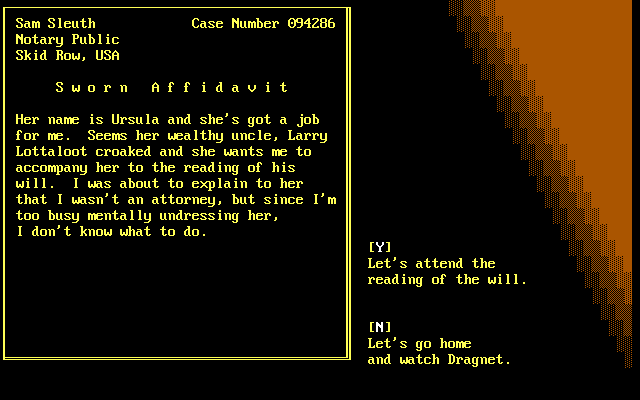 Sam Sleuth Case Number 094286
Notary Public
Skid Row, USA
S w o r n A f f i d a v i t
Her name is Ursula and she's got a job
for me. Seems her wealthy uncle, Larry
Lottaloot croaked and she wants me to
accompany her to the reading of his
will. I was about to explain to her
that I wasn't an attorney, but since I'm
too busy mentally undressing her,
I don't know what to do.
[Y]
Let's attend the
reading of the will.
[N]
Let's go home
and watch Dragnet.